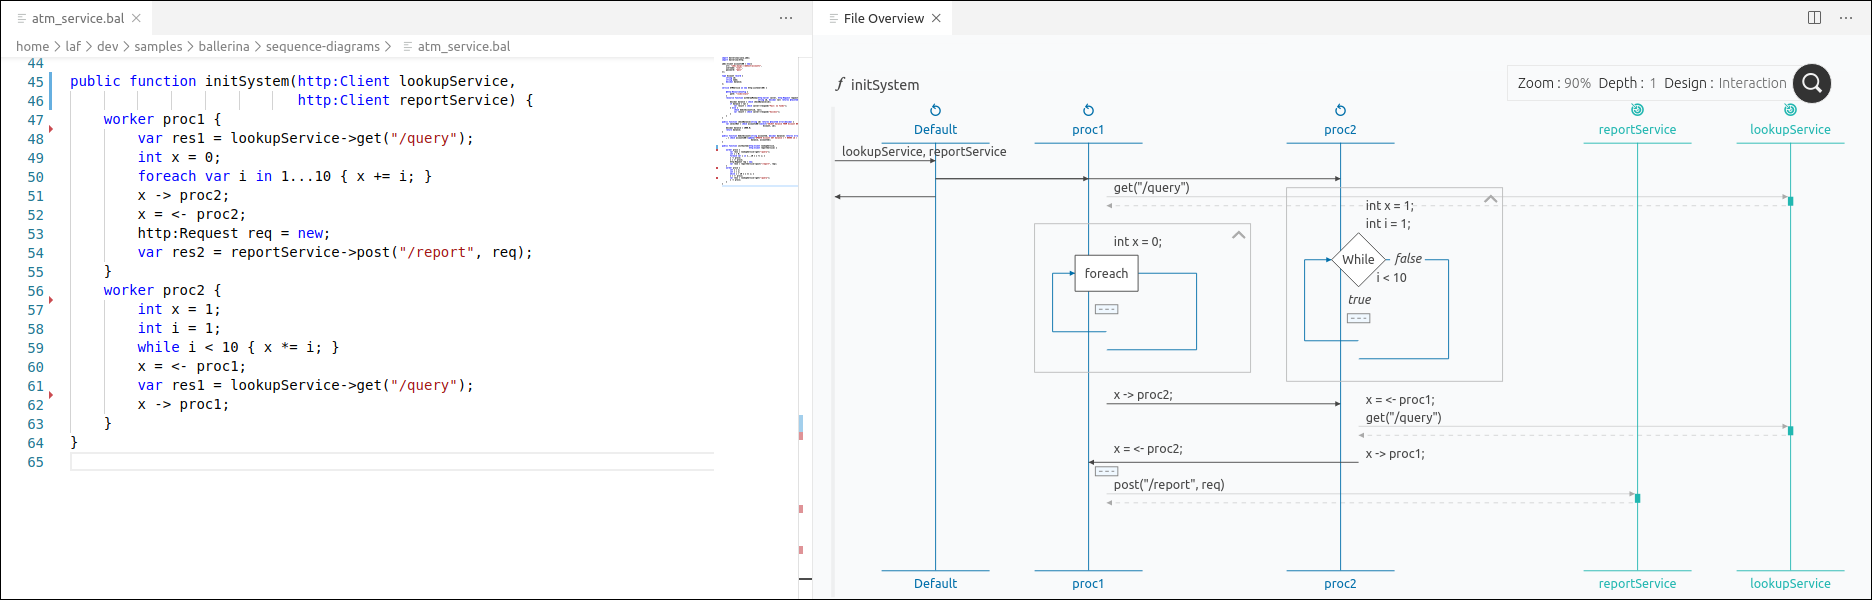 atm_service.bal
home laf dev samples ballerina sequence-diagrams atm_service.bal
44
45 public function initSystem(http:Client lookupService,
46 http:Client reportService) {
47 worker proc1 {
48 var res1 = lookupService->get("/query");
49 int x = 0;
50 foreach var i in 1...10 { x += i; }
51 x -> proc2;
52 x = <- proc2;
53 http:Request req = new;
54 var res2 = reportService->post("/report", req);
55 }
56 worker proc2 {
57 int x = 1;
58 int i = 1;
59 while i < 10 { x *= i; }
60 x = <- proc1;
61 var res1 = lookupService->get("/query");
62 x -> proc1;
63 }
64 }
65
File Overview
f initSystem
Zoom : 90% Depth : 1 Design : Interaction
Default proc1 proc2 reportService lookupService
lookupService, reportService
get("/query")
int x = 1;
int i = 1;
int x = 0;
foreach
While false
i < 10
true
x -> proc2;
x = <- proc1;
get("/query")
x = <- proc2;
x -> proc1;
post("/report", req)
Default proc1 proc2 reportService lookupService